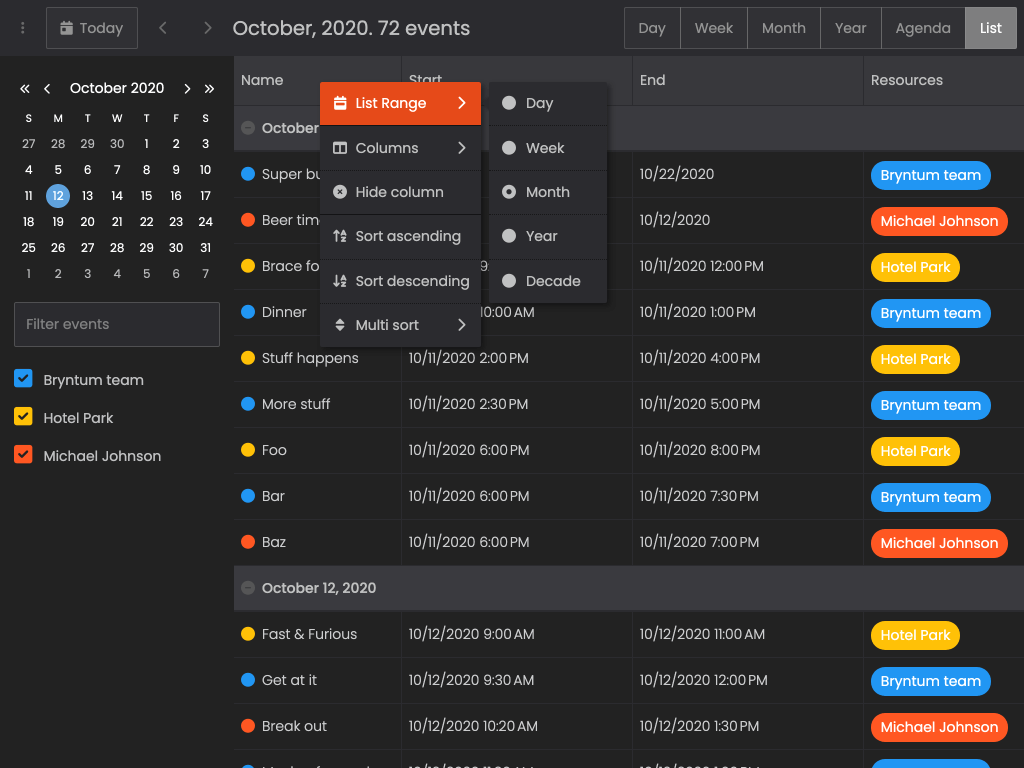 Today
October, 2020. 72 events
Day Week Month Year Agenda List
October 2020
S M T W T F S
27 28 29 30 1 2 3
4 5 6 7 8 9 10
11 12 13 14 15 16 17
18 19 20 21 22 23 24
25 26 27 28 29 30 31
1 2 3 4 5 6 7
Filter events
Bryntum team
Hotel Park
Michael Johnson
Name Start End Resources
List Range
Columns
Hide column
Sort ascending
Sort descending
Multi sort
Day
Week
Month
Year
Decade
October
Super 10/22/2020 Bryntum team
Beer 10/12/2020 Michael Johnson
Brace 10/11/2020 12:00 PM Hotel Park
Dinner 10:00 AM 10/11/2020 1:00 PM Bryntum team
Stuff happens 10/11/2020 2:00 PM 10/11/2020 4:00 PM Hotel Park
More stuff 10/11/2020 2:30 PM 10/11/2020 5:00 PM Bryntum team
Foo 10/11/2020 6:00 PM 10/11/2020 8:00 PM Hotel Park
Bar 10/11/2020 6:00 PM 10/11/2020 7:30 PM Bryntum team
Baz 10/11/2020 6:00 PM 10/11/2020 7:00 PM Michael Johnson
October 12, 2020
Fast & Furious 10/12/2020 9:00 AM 10/12/2020 11:00 AM Hotel Park
Get at it 10/12/2020 9:30 AM 10/12/2020 12:00 PM Bryntum team
Break out 10/12/2020 10:20 AM 10/12/2020 1:30 PM Michael Johnson